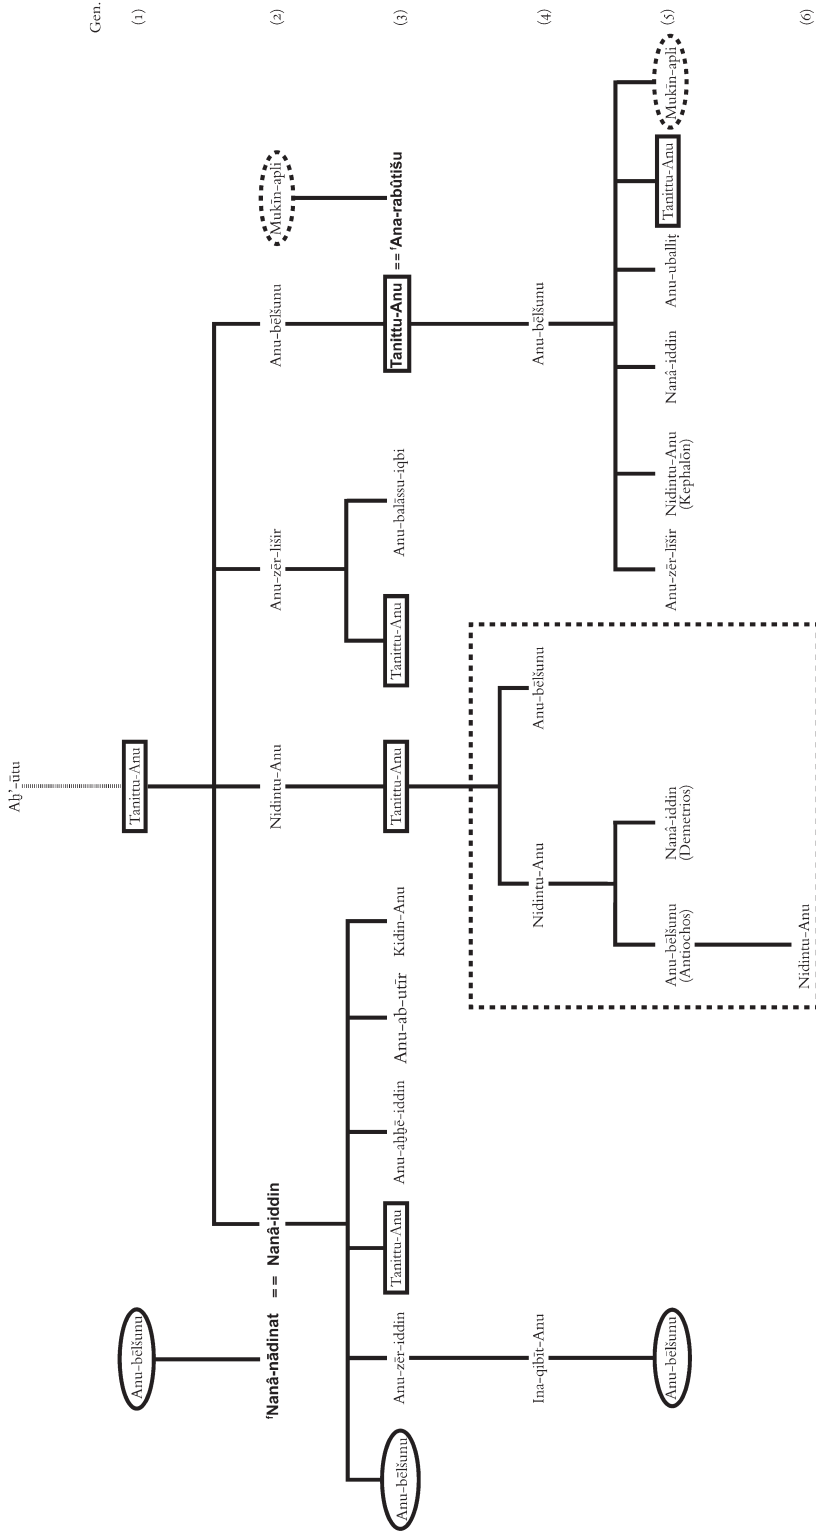 Aḫ’-ūtu
Gen.
Anu-bēlšunu
Tanittu-Anu
(1)
ᶠNanâ-nādinat == Nanâ-iddin
Nidintu-Anu
Anu-zēr-līšir
Anu-bēlšunu
Mukīn-apli
(2)
Anu-bēlšunu
Anu-zēr-iddin
Tanittu-Anu
Anu-aḫḫē-iddin
Anu-ab-utīr
Kidin-Anu
Tanittu-Anu
Tanittu-Anu
Anu-balāssu-iqbi
Tanittu-Anu == ᶠAna-rabûtišu
(3)
Ina-qibīt-Anu
Nidintu-Anu
Anu-bēlšunu
Anu-bēlšunu
(4)
Anu-bēlšunu
Anu-bēlšunu
(Antiochos)
Nanâ-iddin
(Demetrios)
Anu-zēr-līšir
Nidintu-Anu
(Kephalōn)
Nanâ-iddin
Anu-uballiṭ
Tanittu-Anu
Mukīn-apli
(5)
Nidintu-Anu
(6)